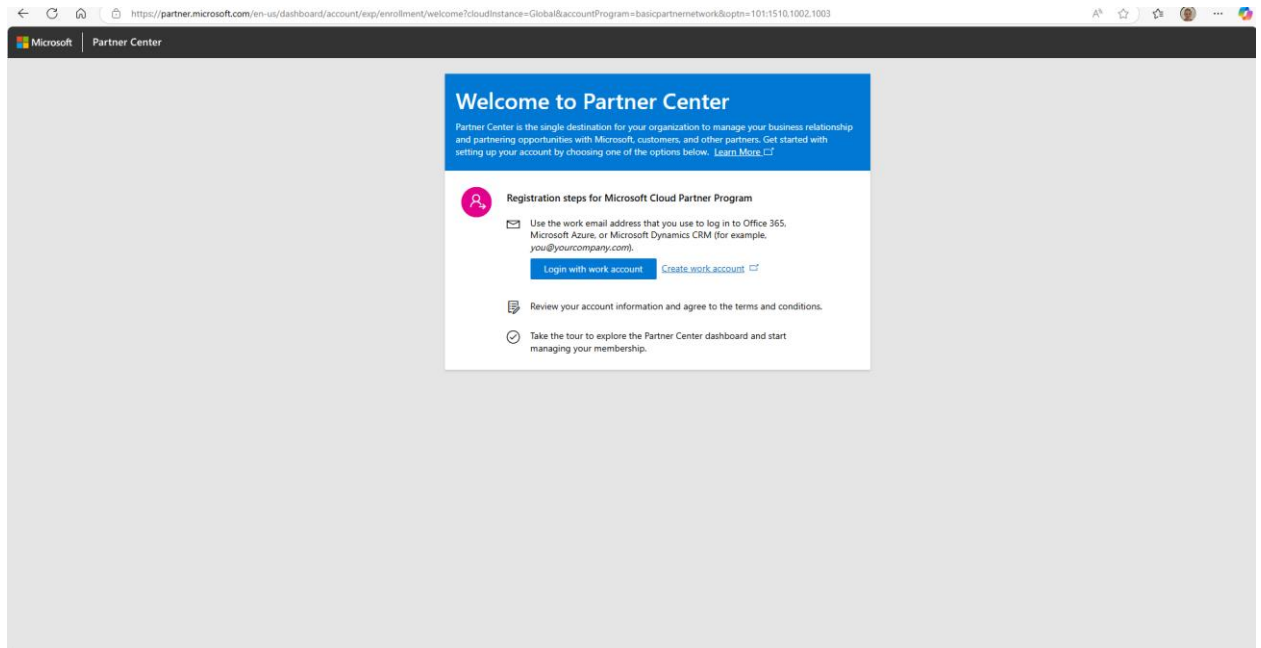 https://partner.microsoft.com/en-us/dashboard/account/exp/enrollment/welcome?cloudInstance=Global&accountProgram=basicpartnernetwork&optn=101:1510,1002,1003
Microsoft Partner Center
Welcome to Partner Center
Partner Center is the single destination for your organization to manage your business relationship
and partnering opportunities with Microsoft, customers, and other partners. Get started with
setting up your account by choosing one of the options below. Learn More
Registration steps for Microsoft Cloud Partner Program
Use the work email address that you use to log in to Office 365,
Microsoft Azure, or Microsoft Dynamics CRM (for example,
you@yourcompany.com).
Login with work account Create work account
Review your account information and agree to the terms and conditions.
Take the tour to explore the Partner Center dashboard and start
managing your membership.